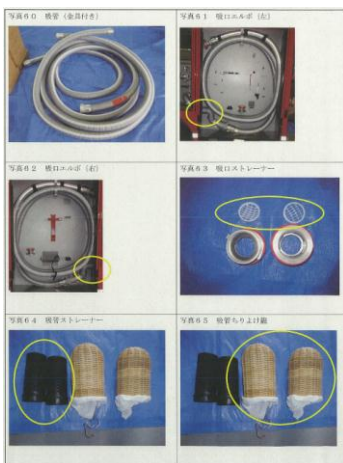 写真60 吸管(金具付き)
写真61 吸口エルボ(左)
写真62 吸口エルボ(右)
写真63 吸口ストレーナー
写真64 吸管ストレーナー
写真65 吸管ちりよけ籠